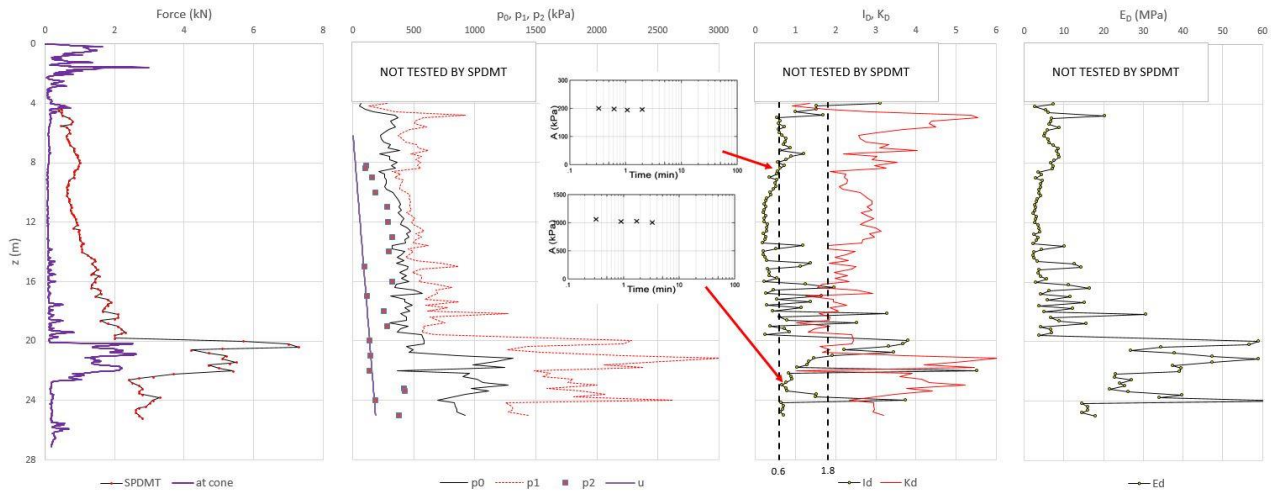 Force (kN)
0 2 4 6 8
z (m)
0
4
8
12
16
20
24
28
SPDMT at cone
p0, p1, p2 (kPa)
0 500 1000 1500 2000 2500 3000
NOT TESTED BY SPDMT
A (kPa)
300
200
100
0
.1 1 10 100
Time (min)
A (kPa)
1500
1000
500
0
.1 1 10 100
Time (min)
p0 p1 p2 u
ID, KD
0 1 2 3 4 5 6
NOT TESTED BY SPDMT
0.6 1.8
Id Kd
ED (MPa)
0 10 20 30 40 50 60
NOT TESTED BY SPDMT
Ed